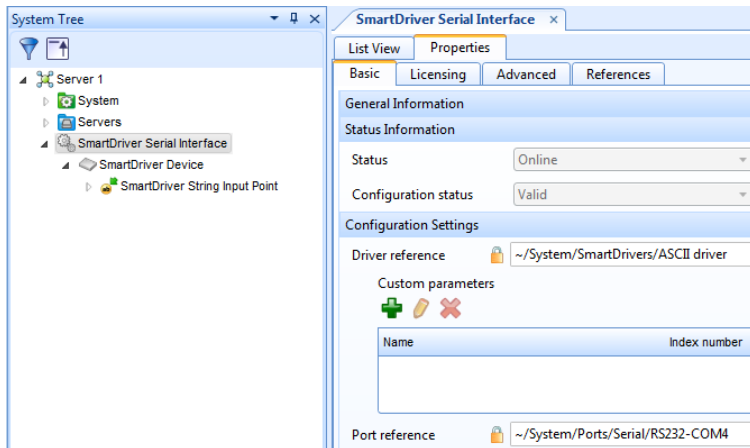 System Tree
Server 1
System
Servers
SmartDriver Serial Interface
SmartDriver Device
SmartDriver String Input Point
SmartDriver Serial Interface
List View Properties
Basic Licensing Advanced References
General Information
Status Information
Status Online
Configuration status Valid
Configuration Settings
Driver reference ~/System/SmartDrivers/ASCII driver
Custom parameters
Name Index number
Port reference ~/System/Ports/Serial/RS232-COM4